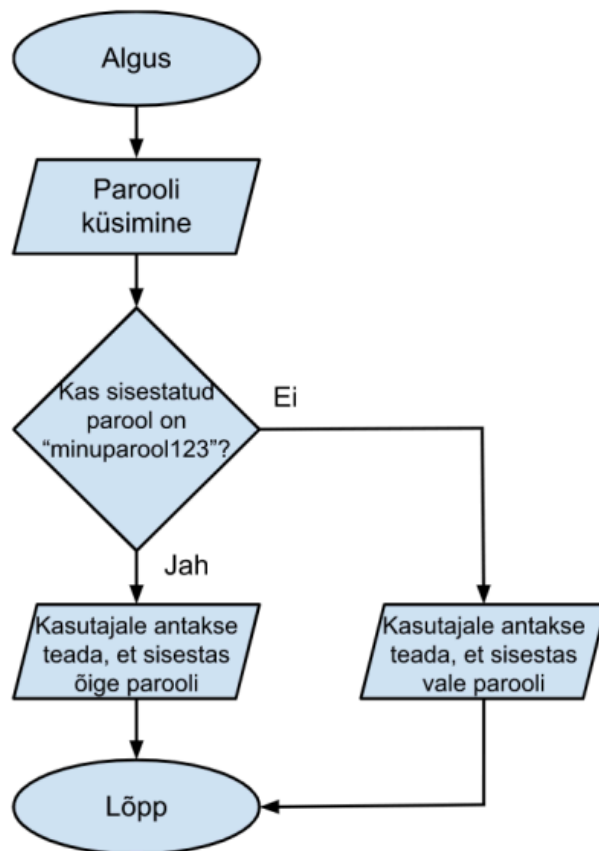 Algus
Parooli
küsimine
Kas sisestatud
parool on
“minuparool123”?
Ei
Jah
Kasutajale antakse
teada, et sisestas
õige parooli
Kasutajale antakse
teada, et sisestas
vale parooli
Lõpp